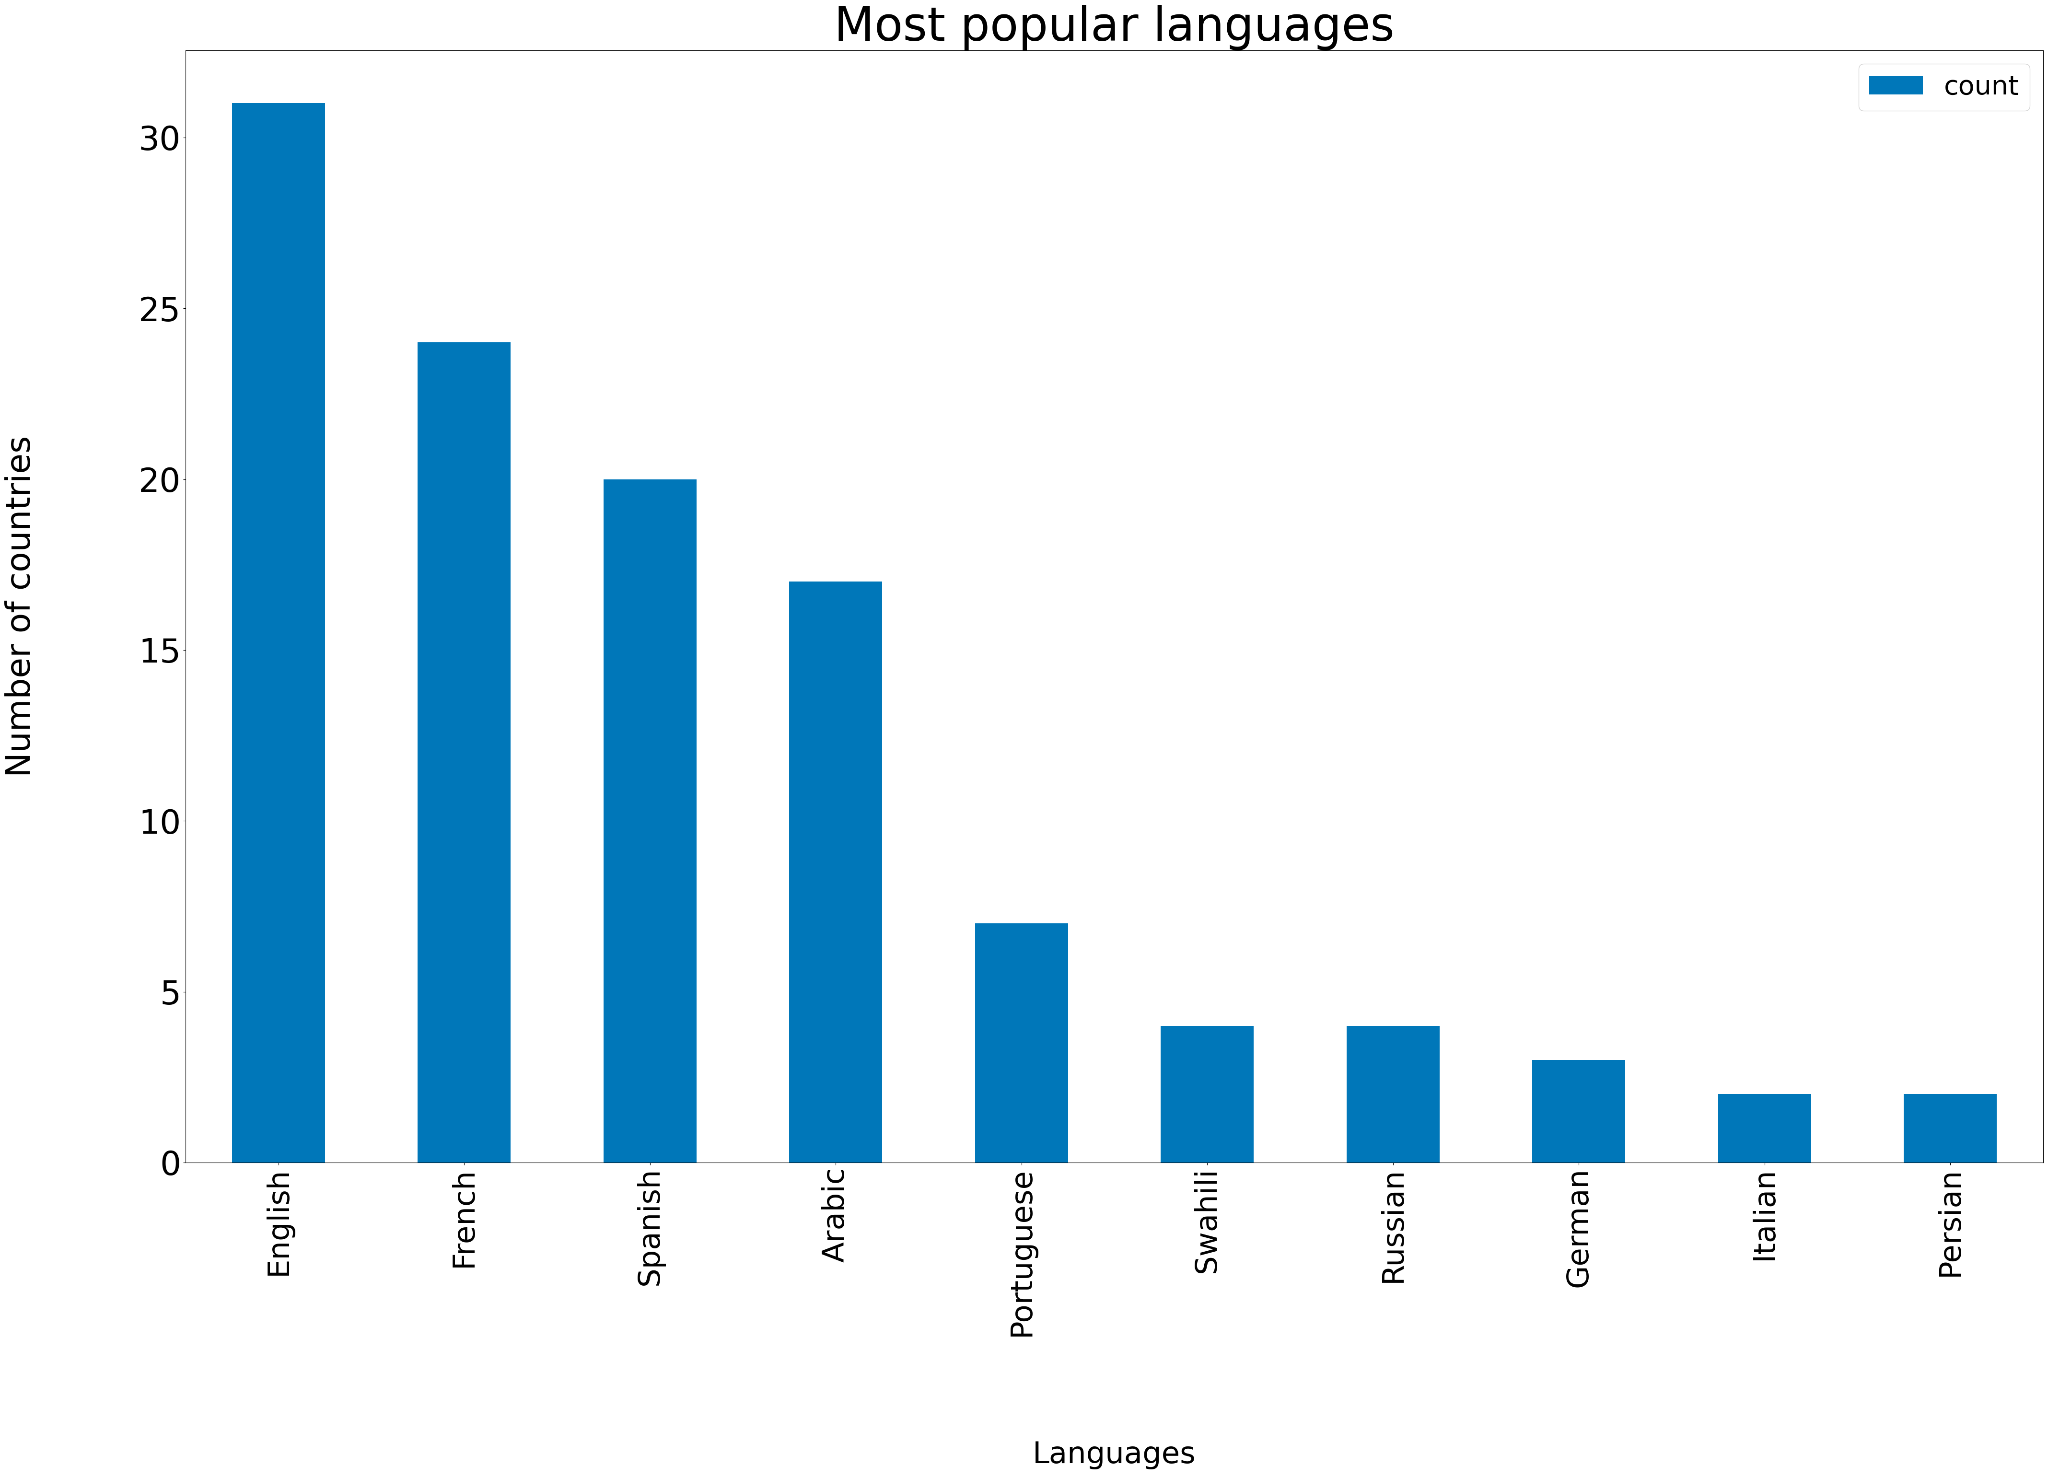 Most popular languages
count
Number of countries
30
25
20
15
10
5
0
English
French
Spanish
Arabic
Portuguese
Swahili
Russian
German
Italian
Persian
Languages